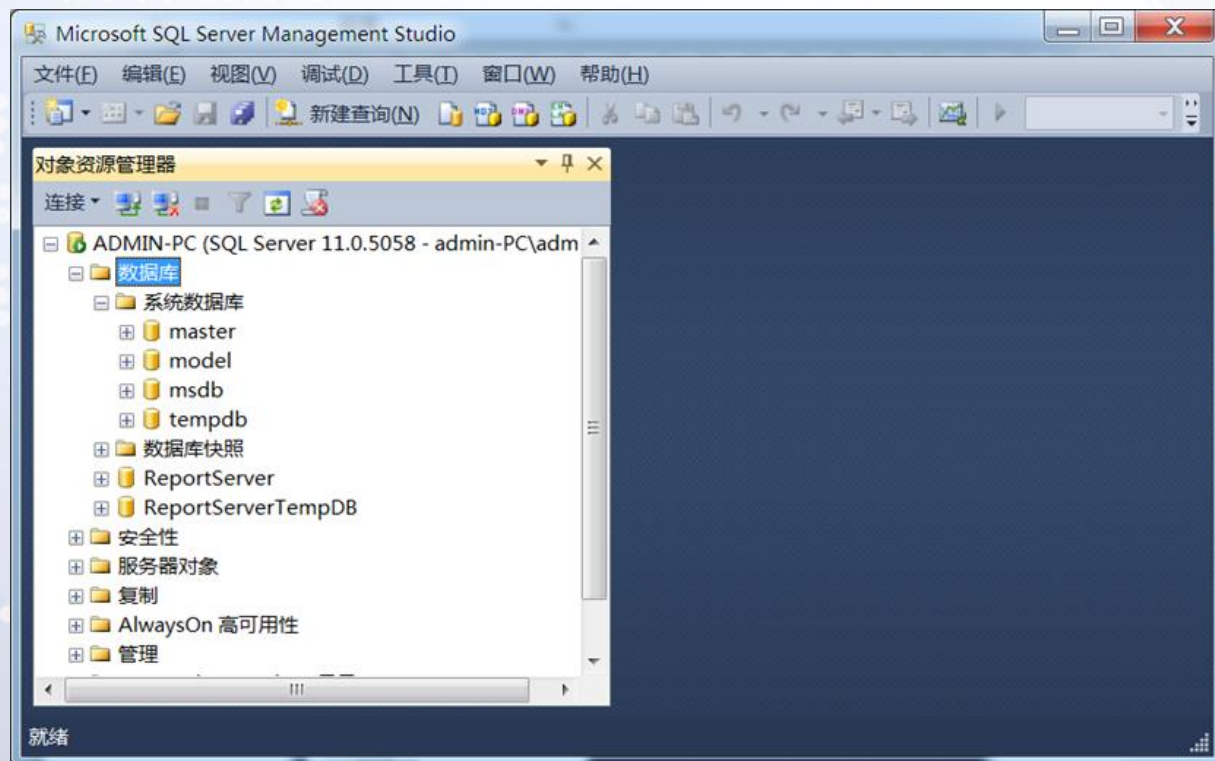 Microsoft SQL Server Management Studio
文件(F) 编辑(E) 视图(V) 调试(D) 工具(T) 窗口(W) 帮助(H)
新建查询(N)
对象资源管理器
连接
ADMIN-PC (SQL Server 11.0.5058 - admin-PC\adm
数据库
系统数据库
master
model
msdb
tempdb
数据库快照
ReportServer
ReportServerTempDB
安全性
服务器对象
复制
AlwaysOn 高可用性
管理
就绪